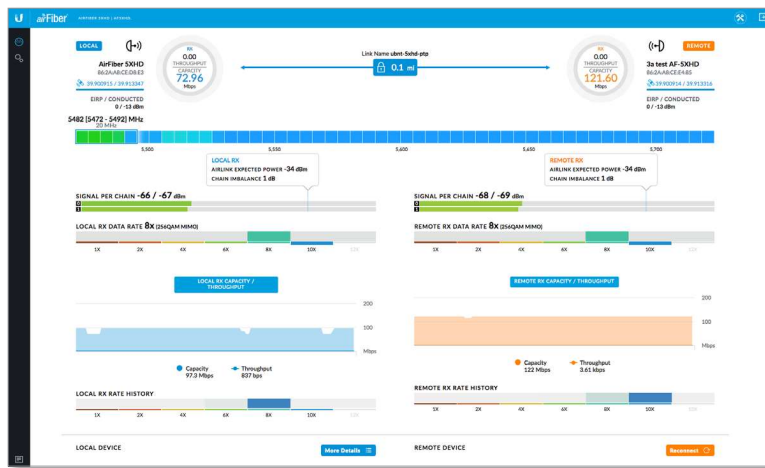 airFiber AIRFIBER 5XHD | AF5XHD
LOCAL
AirFiber 5XHD
86:2A:A8:CE:D8:E3
39.900915 / 39.913347
EIRP / CONDUCTED
0 / -13 dBm
RX
0.00
THROUGHPUT
CAPACITY
72.96
Mbps
Link Name ubnt-5xhd-ptp
0.1 mi
RX
0.00
THROUGHPUT
CAPACITY
121.60
Mbps
REMOTE
3a test AF-5XHD
86:2A:A8:CE:E4:85
39.900914 / 39.913316
EIRP / CONDUCTED
0 / -13 dBm
5482 [5472 - 5492] MHz
20 MHz
5,500 5,550 5,600 5,650 5,700
LOCAL RX
AIRLINK EXPECTED POWER -34 dBm
CHAIN IMBALANCE 1 dB
REMOTE RX
AIRLINK EXPECTED POWER -34 dBm
CHAIN IMBALANCE 1 dB
SIGNAL PER CHAIN -66 / -67 dBm
0
1
SIGNAL PER CHAIN -68 / -69 dBm
0
1
LOCAL RX DATA RATE 8x (256QAM MIMO)
1X 2X 4X 6X 8X 10X
REMOTE RX DATA RATE 8x (256QAM MIMO)
1X 2X 4X 6X 8X 10X
LOCAL RX CAPACITY /
THROUGHPUT
200
100
Mbps
Capacity Throughput
97.3 Mbps 837 bps
REMOTE RX CAPACITY / THROUGHPUT
200
100
Mbps
Capacity Throughput
122 Mbps 3.61 kbps
LOCAL RX RATE HISTORY
1X 2X 4X 6X 8X 10X
REMOTE RX RATE HISTORY
1X 2X 4X 6X 8X 10X
LOCAL DEVICE More Details
REMOTE DEVICE Reconnect